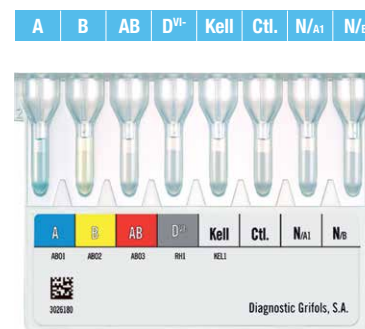 A B AB DVI- Kell Ctl. N/A1 N/B
A B AB DVI- Kell Ctl. N/A1 N/B
ABO1 ABO2 ABO3 RH1 KEL1
3026180
Diagnostic Grifols, S.A.